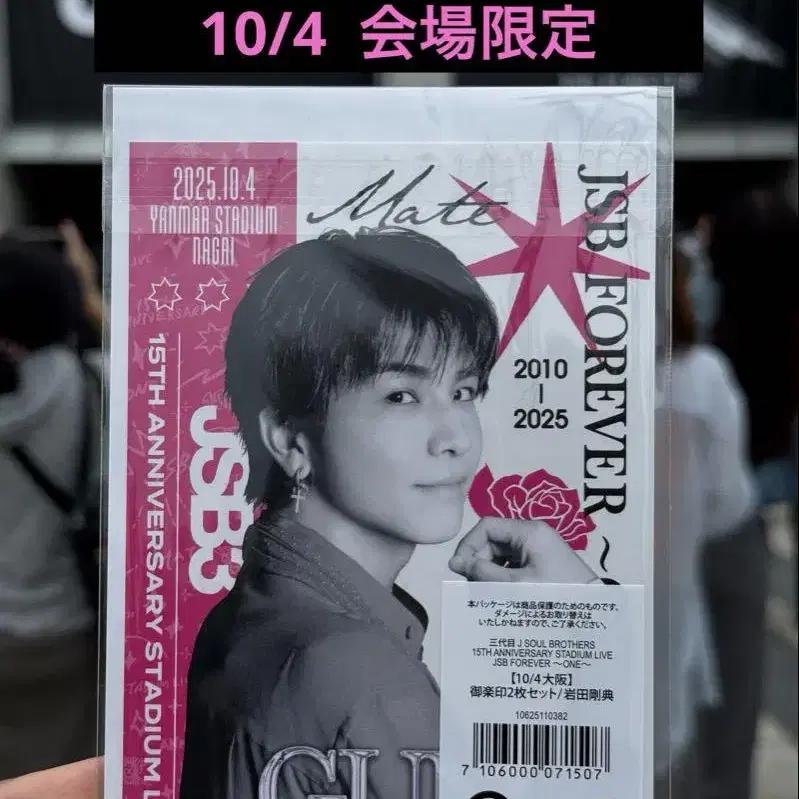 10/4 会場限定
2025.10.4
YANMAR STADIUM
NAGAI
Mate
JSB FOREVER ～
2010
|
2025
15TH ANNIVERSARY STADIUM L
JSB3
本パッケージは商品保護のためのものです。
ダメージによるお取り替えは
いたしかねますので、ご了承ください。
三代目 J SOUL BROTHERS
15TH ANNIVERSARY STADIUM LIVE
JSB FOREVER ～ONE～
【10/4大阪】
御楽印2枚セット/岩田剛典
10625110382
7 106000 071507